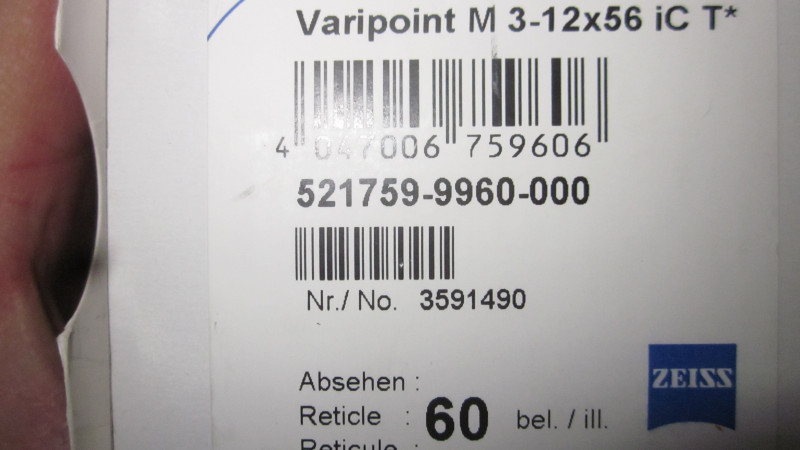 Varipoint M 3-12x56 iC T*
4 047006 759606
521759-9960-000
Nr./ No. 3591490
Absehen :
Reticle : 60 bel. / ill.
Reticule :
ZEISS